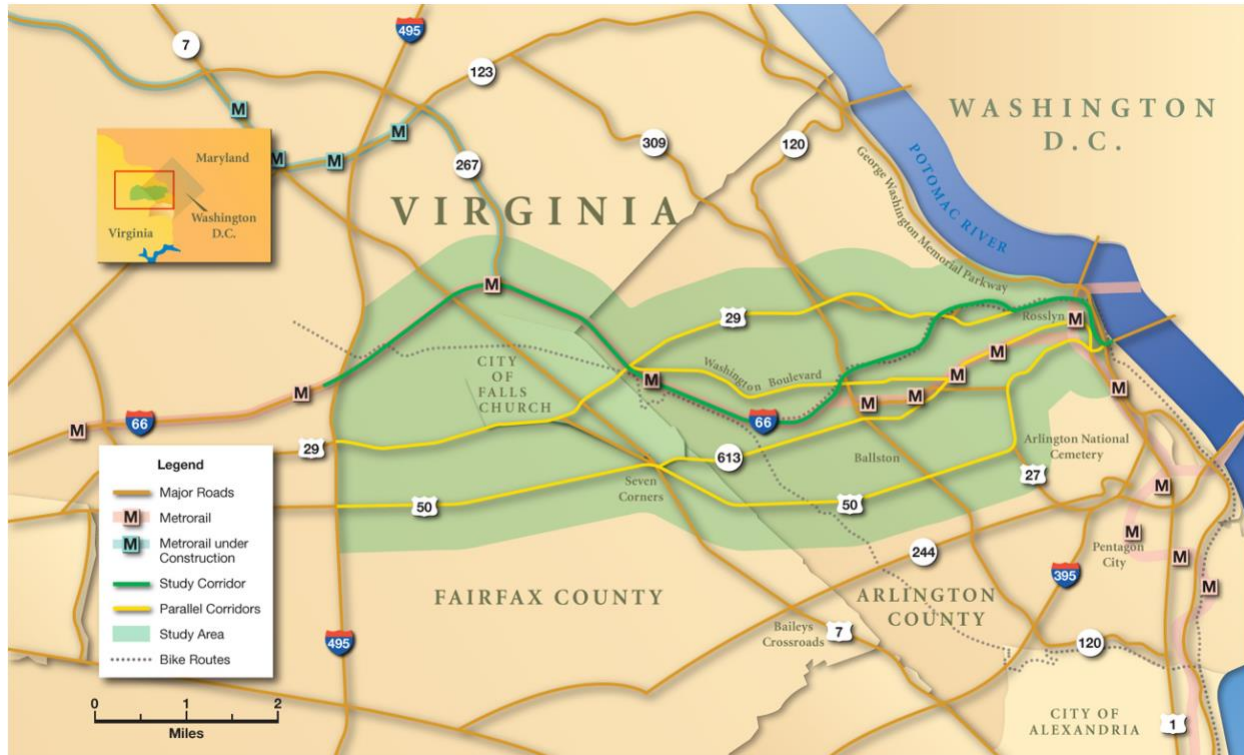 7
495
123
WASHINGTON
D.C.
M
M
M
M
Maryland
Washington
D.C.
Virginia
267
309
120
VIRGINIA
George Washington Memorial Parkway
POTOMAC RIVER
M
29
Rosslyn
M
CITY
OF
FALLS
CHURCH
Washington Boulevard
M
M
M
M
M
M
M
M
66
66
29
Arlington National
Cemetery
613
Ballston
27
Seven
Corners
50
50
M
M
M
M
Pentagon
City
244
395
Legend
Major Roads
M Metrorail
M Metrorail under
Construction
Study Corridor
Parallel Corridors
Study Area
Bike Routes
FAIRFAX COUNTY
ARLINGTON
COUNTY
Baileys
Crossroads
7
495
120
0 1 2
Miles
CITY OF
ALEXANDRIA
1